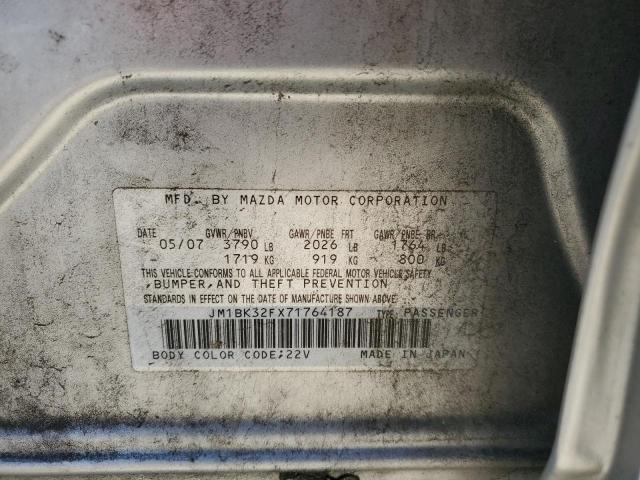 MFD. BY MAZDA MOTOR CORPORATION
DATE GVWR/PNBV GAWR/PNBE FRT GAWR/PNBE RR
05/07 3790 LB 2026 LB 1764 LB
1719 KG 919 KG 800 KG
THIS VEHICLE CONFORMS TO ALL APPLICABLE FEDERAL MOTOR VEHICLE SAFETY
,BUMPER,AND THEFT PREVENTION
STANDARDS IN EFFECT ON THE DATE OF MANUFACTURE SHOWN ABOVE.
JM1BK32FX71764187 TYPE: PASSENGER
BODY COLOR CODE:22V MADE IN JAPAN